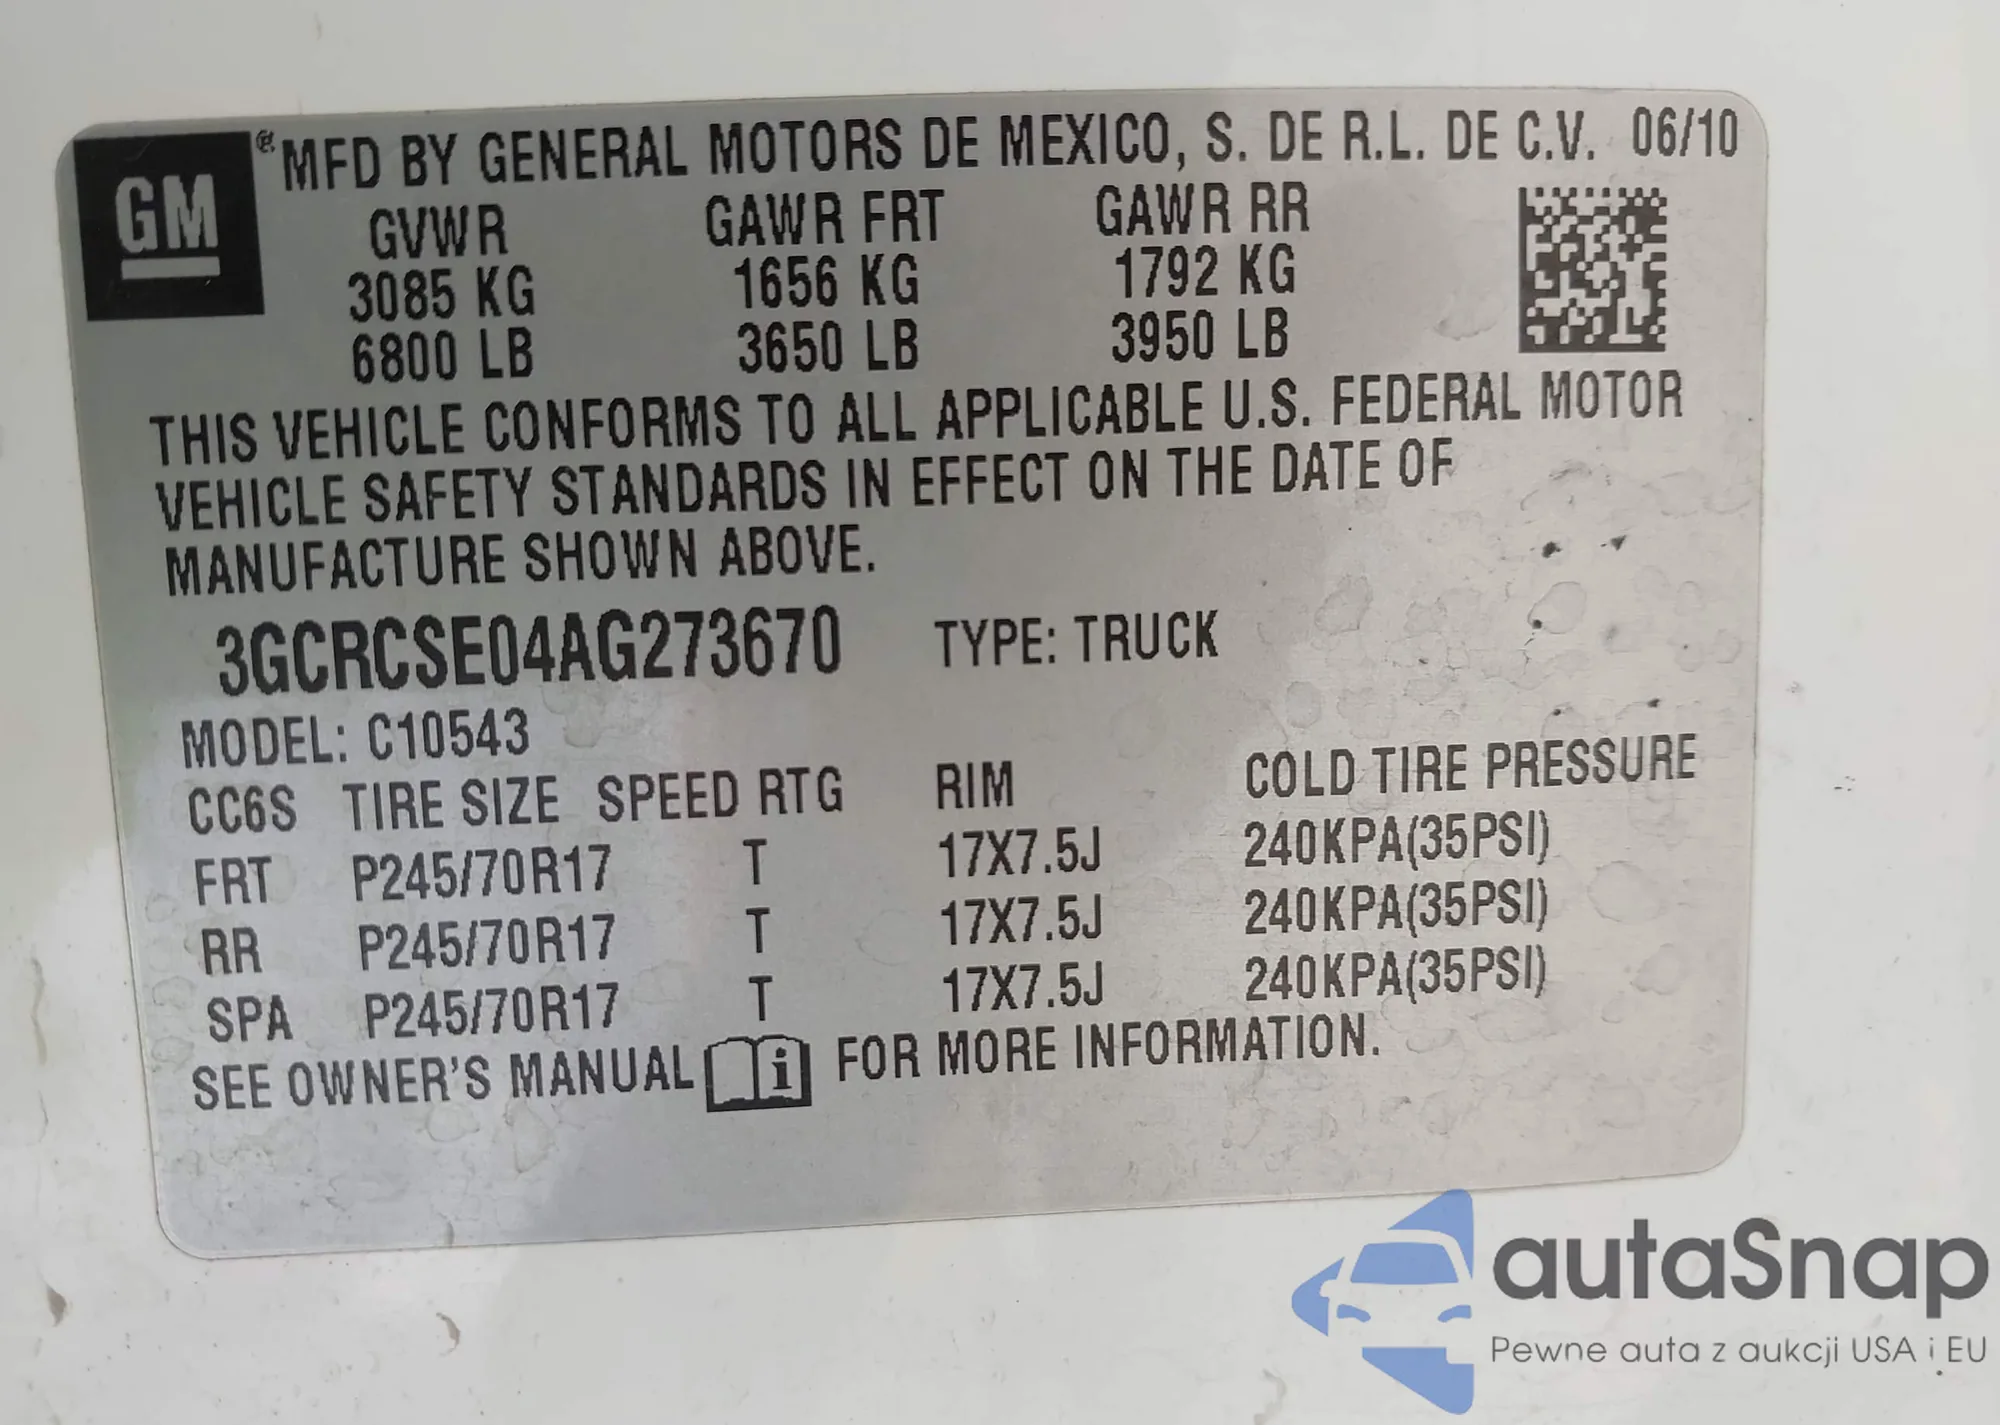 GM
MFD BY GENERAL MOTORS DE MEXICO, S. DE R.L. DE C.V. 06/10
GVWR GAWR FRT GAWR RR
3085 KG 1656 KG 1792 KG
6800 LB 3650 LB 3950 LB
THIS VEHICLE CONFORMS TO ALL APPLICABLE U.S. FEDERAL MOTOR
VEHICLE SAFETY STANDARDS IN EFFECT ON THE DATE OF
MANUFACTURE SHOWN ABOVE.
3GCRCSE04AG273670 TYPE: TRUCK
MODEL: C10543
CC6S TIRE SIZE SPEED RTG RIM COLD TIRE PRESSURE
FRT P245/70R17 T 17X7.5J 240KPA(35PSI)
RR P245/70R17 T 17X7.5J 240KPA(35PSI)
SPA P245/70R17 T 17X7.5J 240KPA(35PSI)
SEE OWNER'S MANUAL i FOR MORE INFORMATION.
autaSnap
Pewne auta z aukcji USA i EU